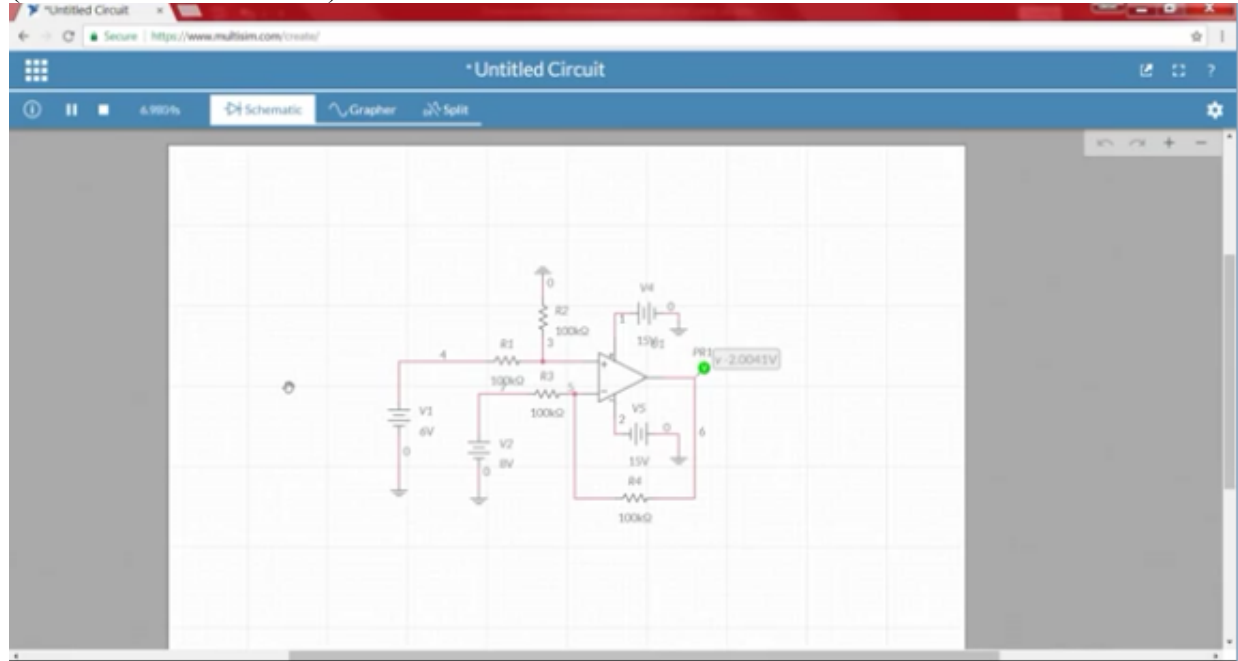 *Untitled Circuit
Secure | https://www.multisim.com/create/
*Untitled Circuit
Schematic Grapher Split
0
V4
R2
1
0
100kΩ
15V
4
R1
3
PR1
v -2.0041V
100kΩ
R3
5
V1
100kΩ
V5
6V
2
0
6
V2
0
8V
15V
0
R4
100kΩ